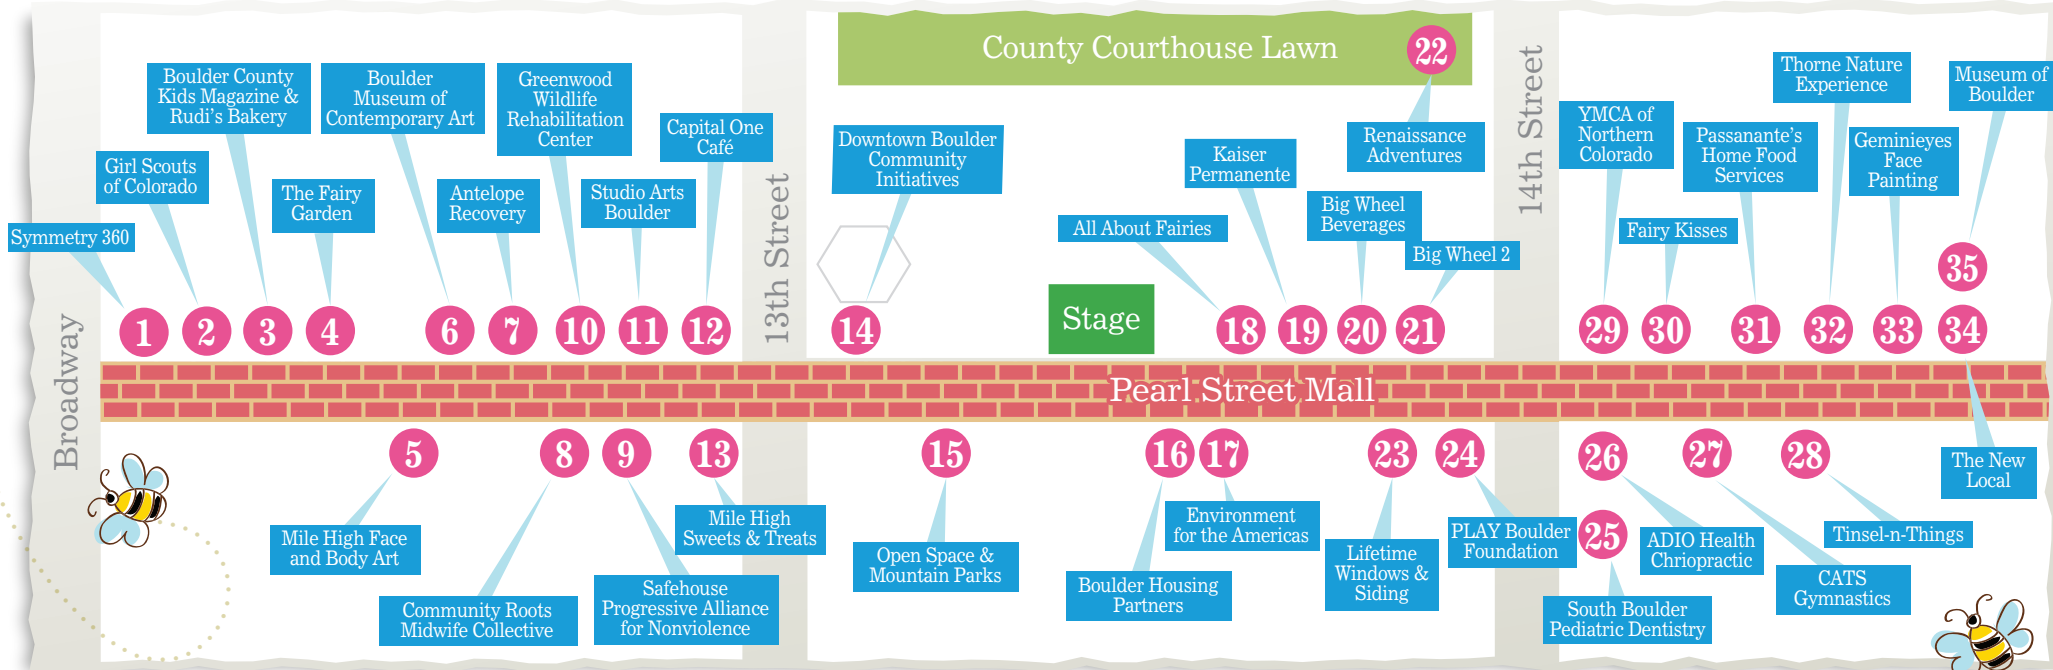 County Courthouse Lawn
22
Broadway
13th Street
14th Street
Symmetry 360
Girl Scouts
of Colorado
Boulder County
Kids Magazine &
Rudi's Bakery
The Fairy
Garden
Boulder
Museum of
Contemporary Art
Antelope
Recovery
Greenwood
Wildlife
Rehabilitation
Center
Studio Arts
Boulder
Capital One
Café
Downtown Boulder
Community
Initiatives
All About Fairies
Kaiser
Permanente
Big Wheel
Beverages
Renaissance
Adventures
Big Wheel 2
YMCA of
Northern
Colorado
Fairy Kisses
Passanante's
Home Food
Services
Thorne Nature
Experience
Geminieyes
Face
Painting
Museum of
Boulder
35
1
2
3
4
6
7
10
11
12
14
Stage
18
19
20
21
29
30
31
32
33
34
Pearl Street Mall
5
8
9
13
15
16
17
23
24
26
27
28
25
Mile High Face
and Body Art
Community Roots
Midwife Collective
Safehouse
Progressive Alliance
for Nonviolence
Mile High
Sweets & Treats
Open Space &
Mountain Parks
Boulder Housing
Partners
Environment
for the Americas
Lifetime
Windows &
Siding
PLAY Boulder
Foundation
South Boulder
Pediatric Dentistry
ADIO Health
Chriopractic
CATS
Gymnastics
Tinsel-n-Things
The New
Local